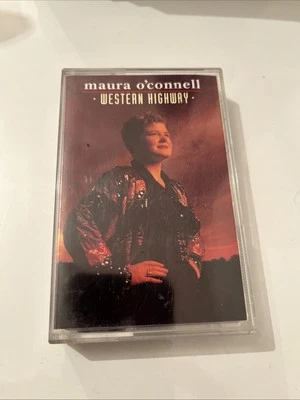 maura o'connell
· WESTERN HIGHWAY ·